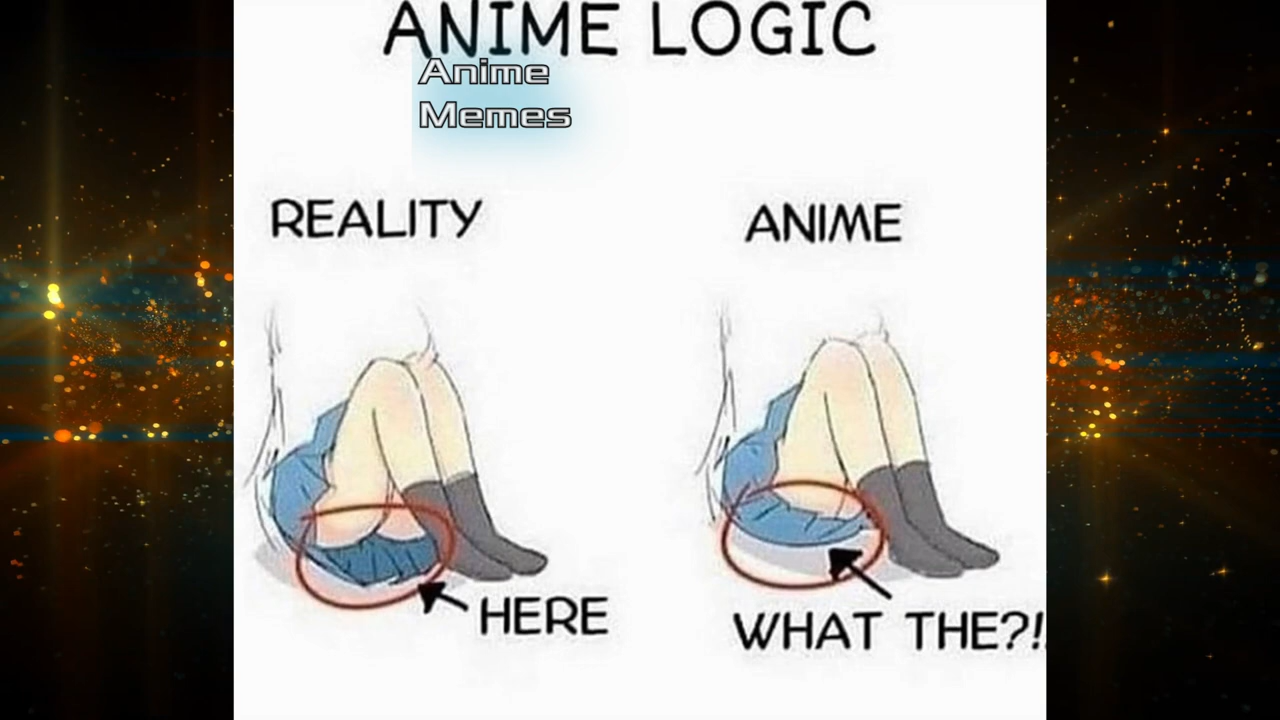 ANIME LOGIC
Anime
Memes
REALITY
ANIME
HERE
WHAT THE?!!